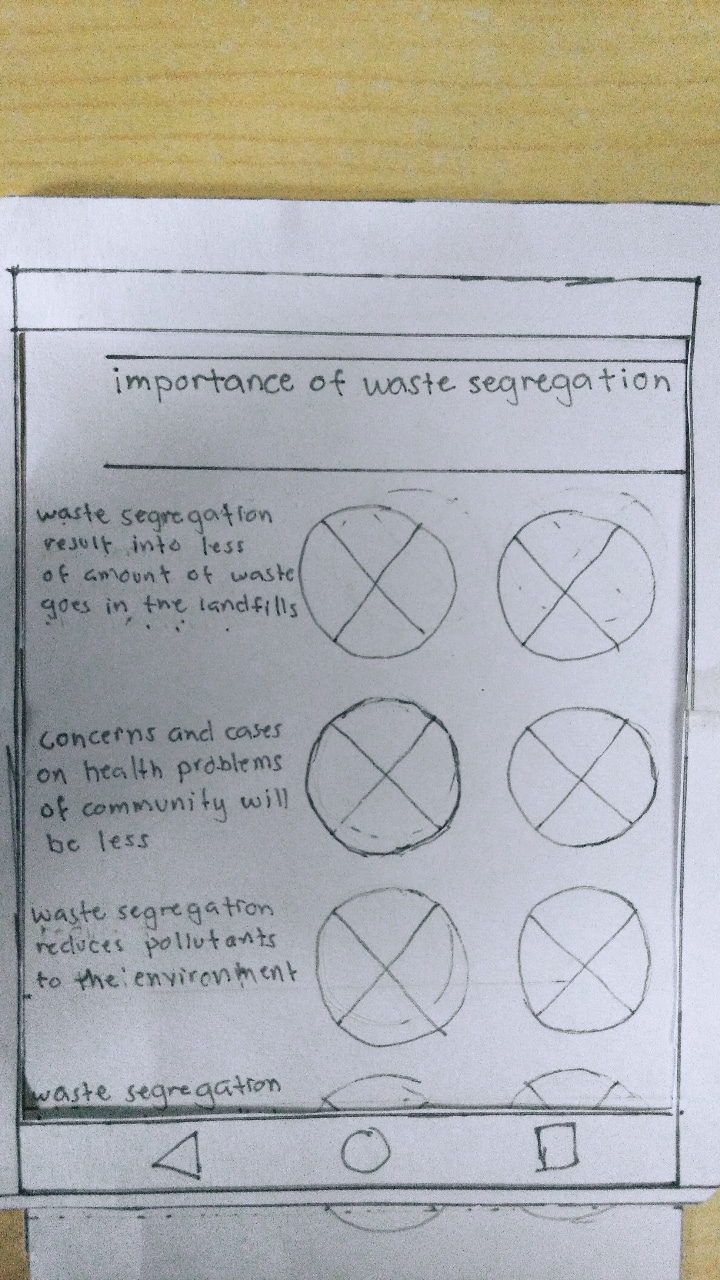 importance of waste segregation
waste segregation
result into less
of amount of waste
goes in the landfills
concerns and cases
on health problems
of community will
be less
waste segregation
reduces pollutants
to the environment
waste segregation